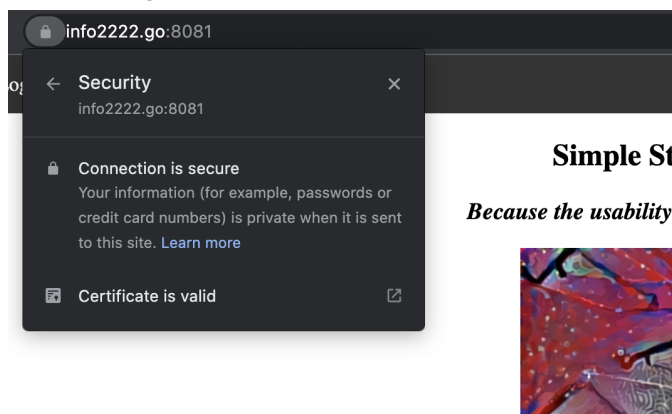 info2222.go:8081
Security
info2222.go:8081
Connection is secure
Your information (for example, passwords or
credit card numbers) is private when it is sent
to this site. Learn more
Certificate is valid
Simple
Because the usability